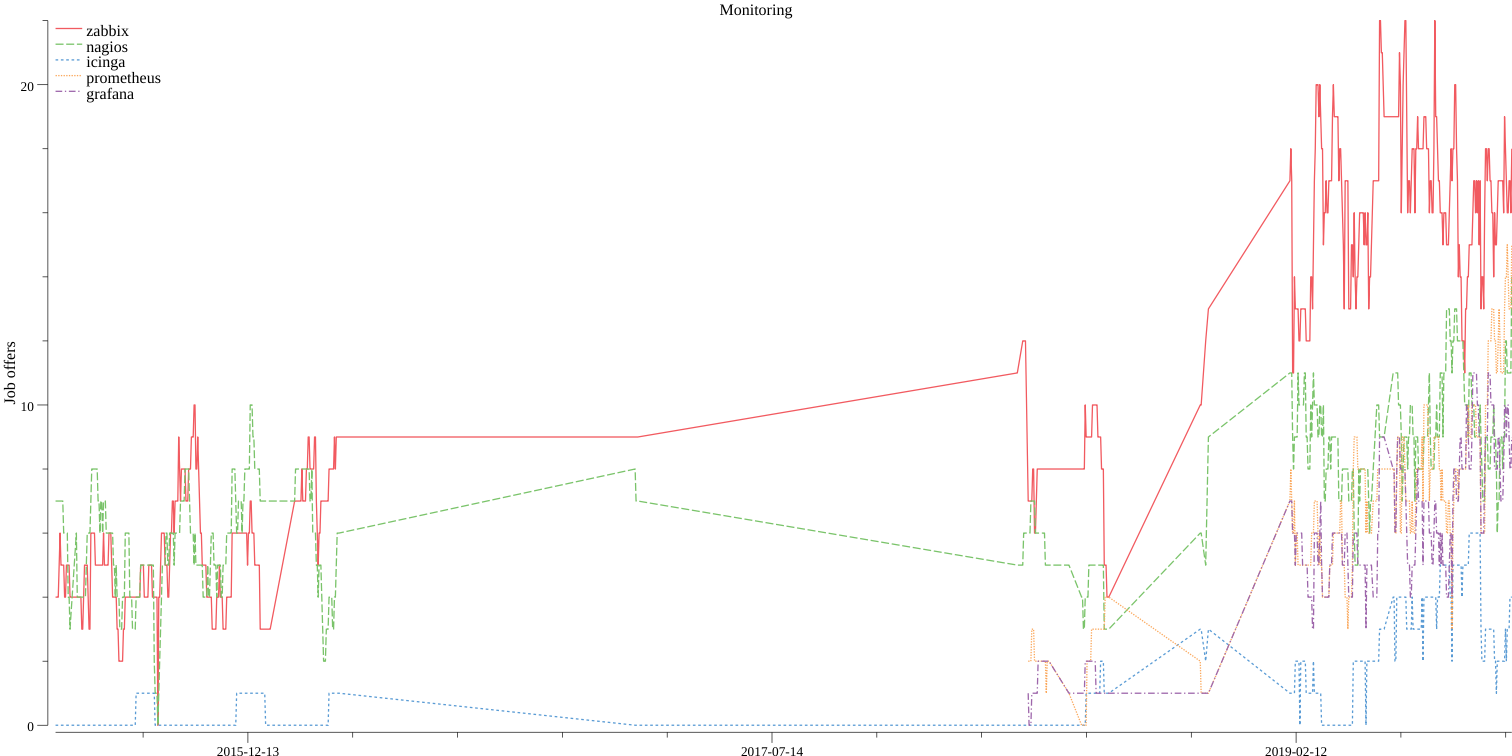 Monitoring
zabbix
nagios
icinga
prometheus
grafana
20
10
0
Job offers
2015-12-13
2017-07-14
2019-02-12